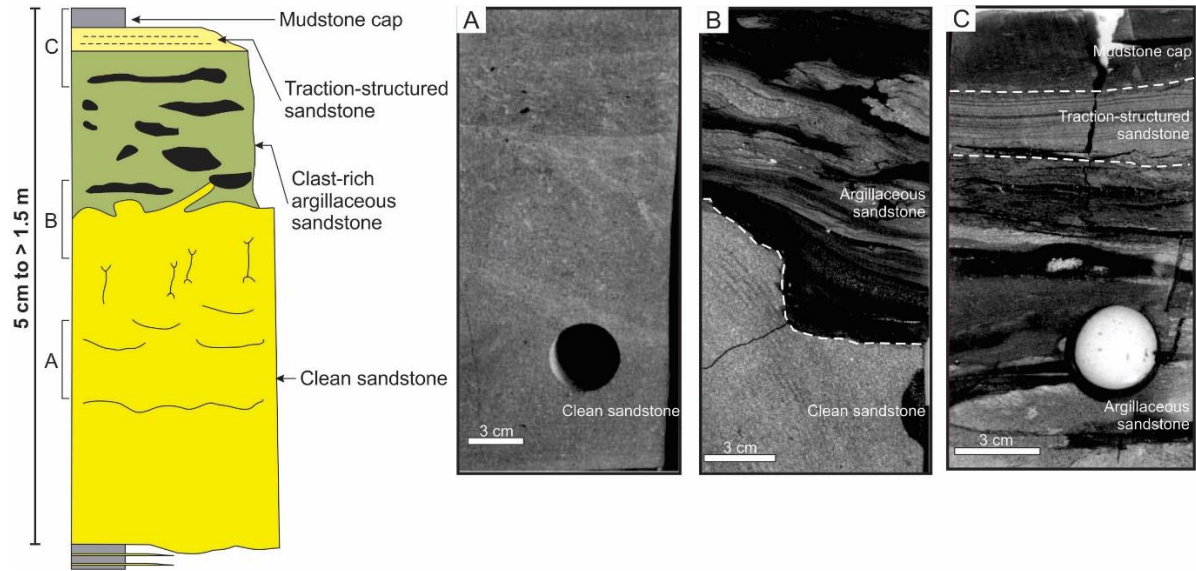 5 cm to > 1.5 m
C
B
A
Mudstone cap
Traction-structured
sandstone
Clast-rich
argillaceous
sandstone
Clean sandstone
A
Clean sandstone
3 cm
B
Argillaceous
sandstone
Clean sandstone
3 cm
C
Mudstone cap
Traction-structured
sandstone
Argillaceous
sandstone
3 cm